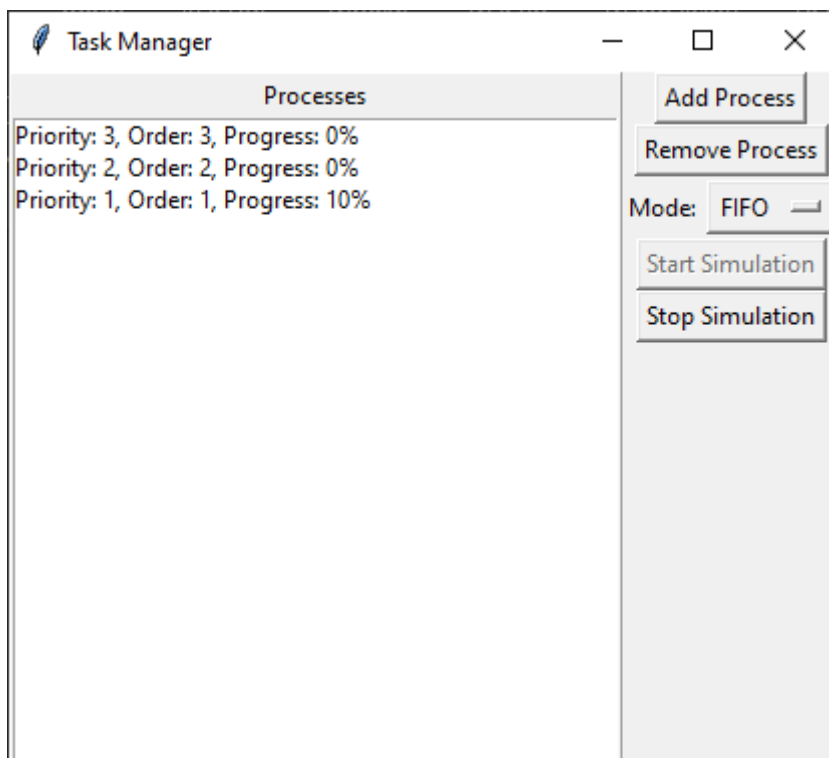 Task Manager
Processes
Priority: 3, Order: 3, Progress: 0%
Priority: 2, Order: 2, Progress: 0%
Priority: 1, Order: 1, Progress: 10%
Add Process
Remove Process
Mode: FIFO
Start Simulation
Stop Simulation